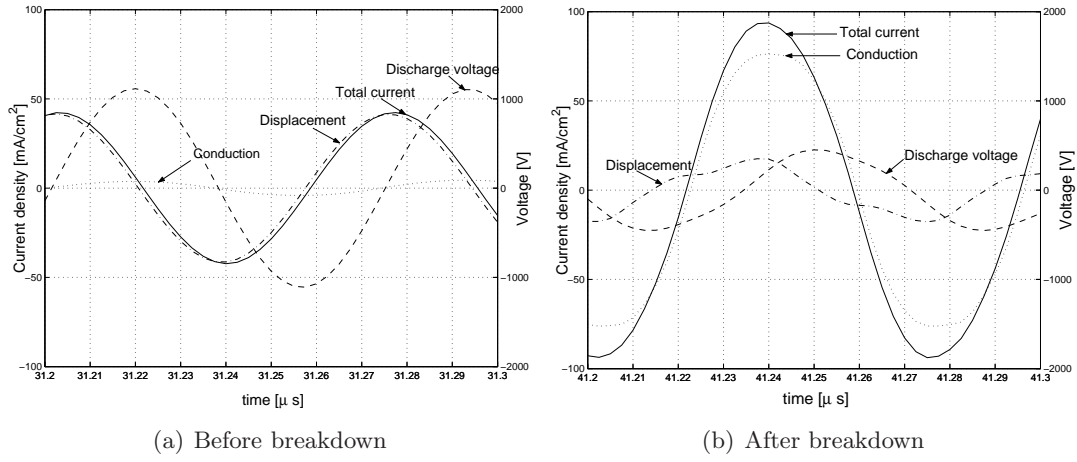 100
50
0
−50
−100
Current density [mA/cm²]
2000
1000
0
−1000
−2000
Voltage [V]
Discharge voltage
Total current
Displacement
Conduction
31.2 31.21 31.22 31.23 31.24 31.25 31.26 31.27 31.28 31.29 31.3
time [μ s]
(a) Before breakdown
100
50
0
−50
−100
Current density [mA/cm²]
2000
1000
0
−1000
−2000
Voltage [V]
Total current
Conduction
Displacement
Discharge voltage
41.2 41.21 41.22 41.23 41.24 41.25 41.26 41.27 41.28 41.29 41.3
time [μ s]
(b) After breakdown